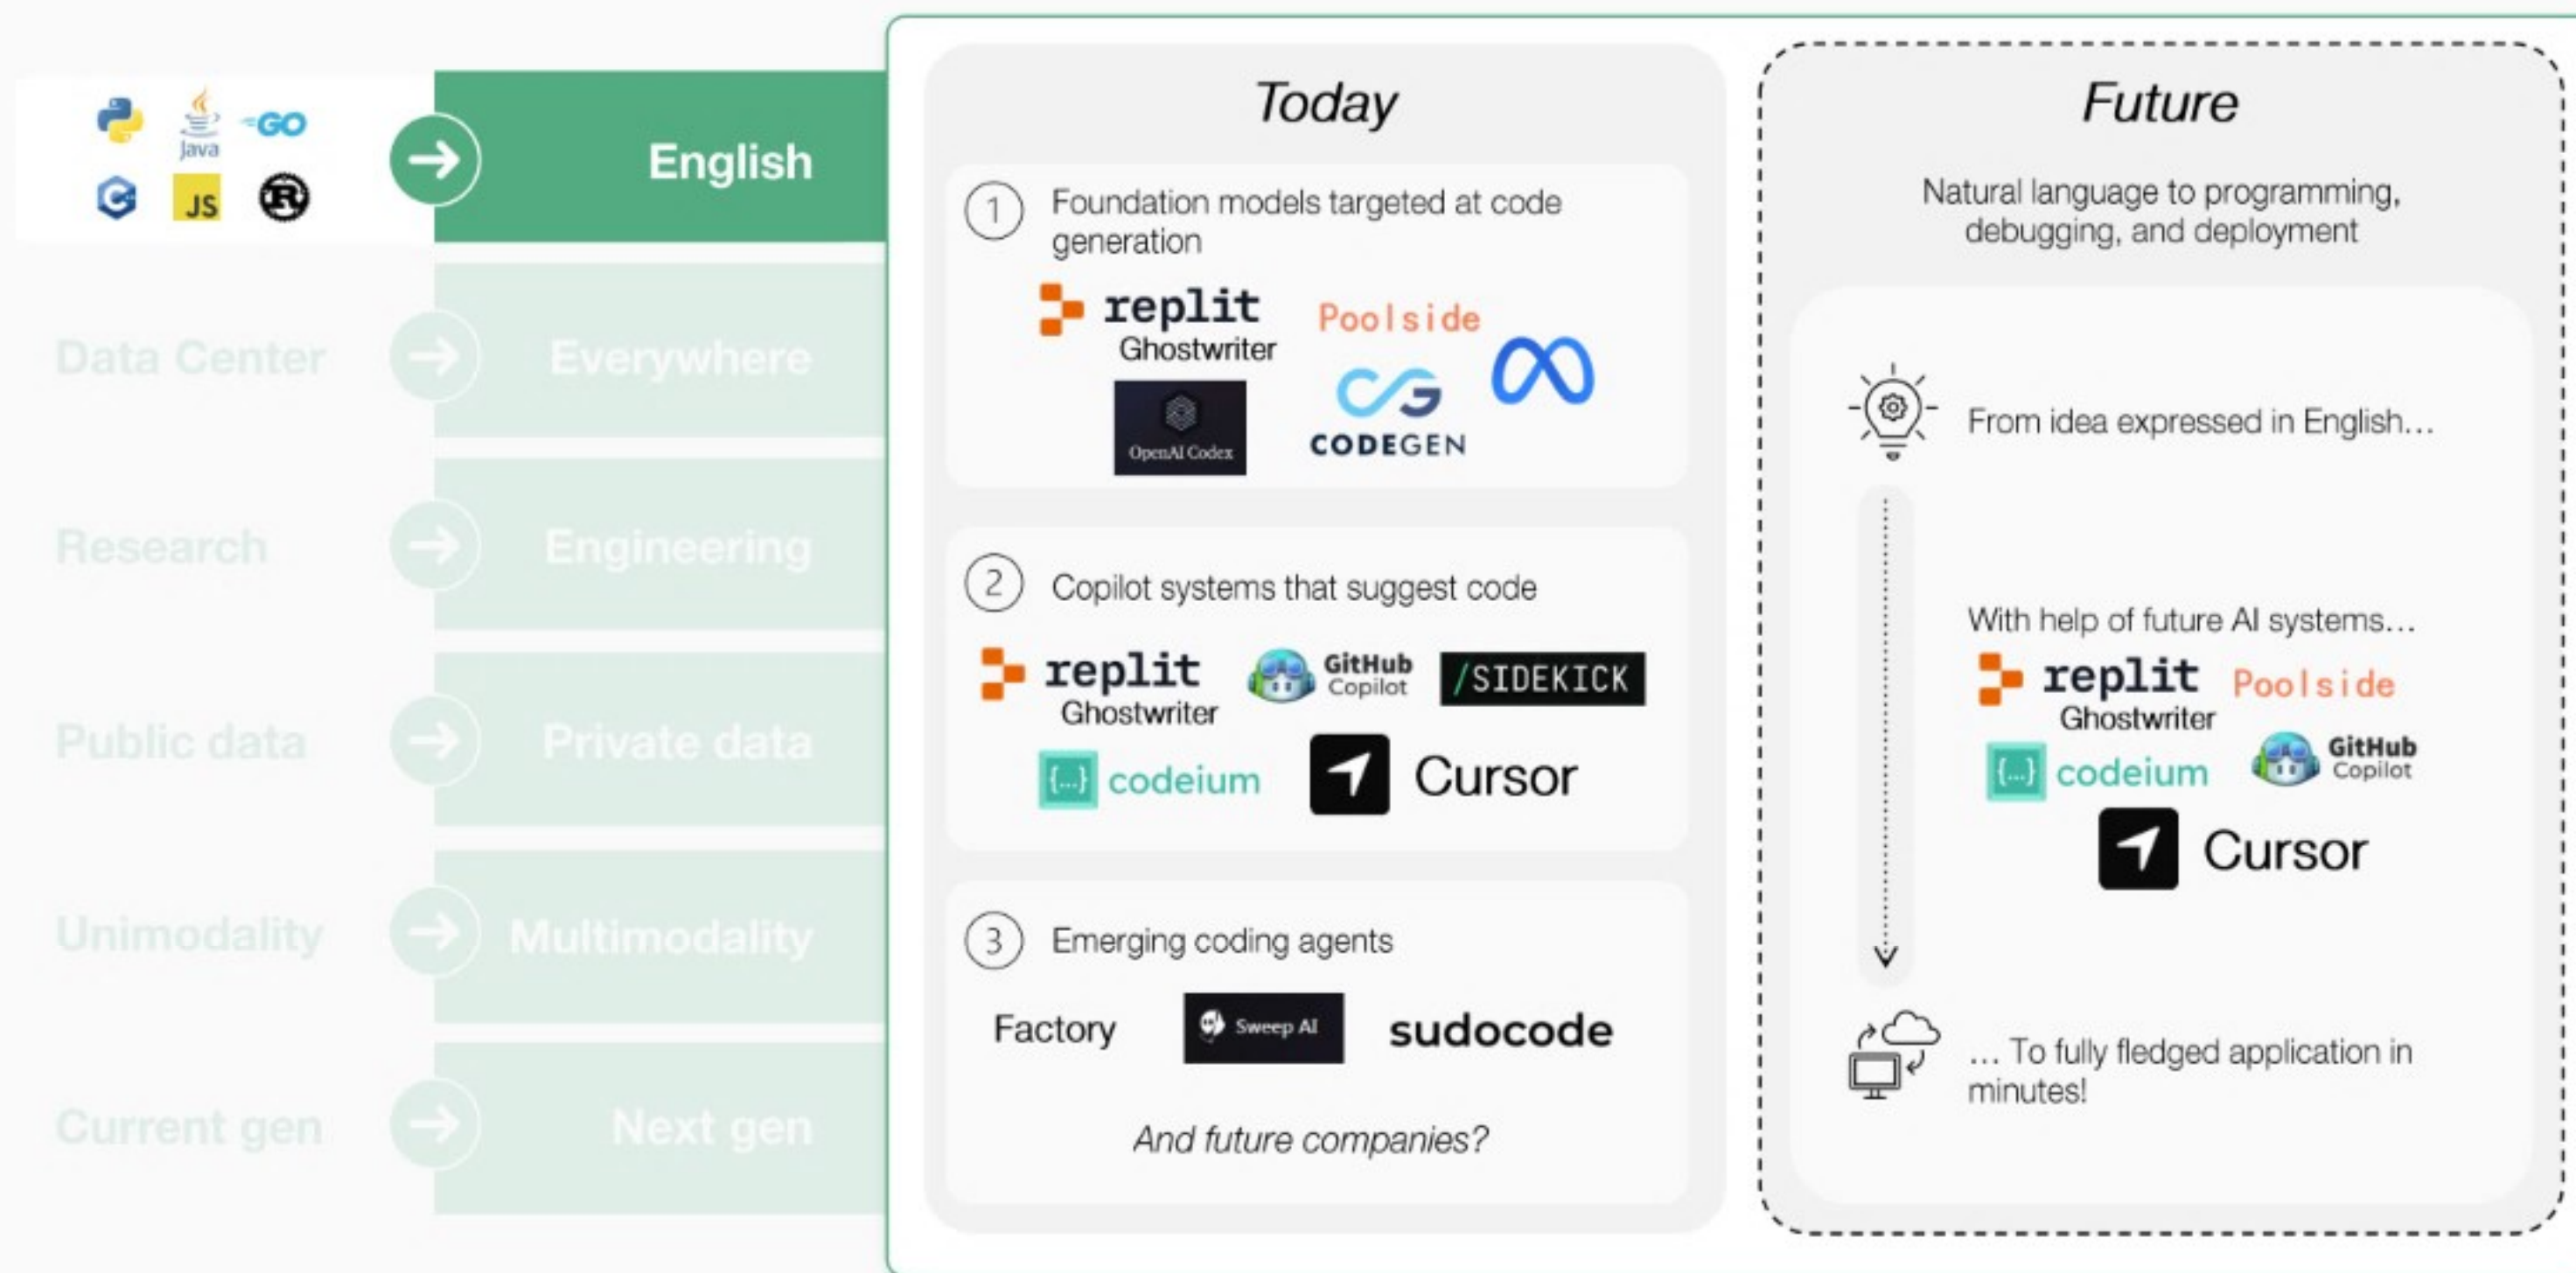 Java
GO
C
JS
R
English
Data Center
Everywhere
Research
Engineering
Public data
Private data
Unimodality
Multimodality
Current gen
Next gen
Today
1
Foundation models targeted at code
generation
replit
Ghostwriter
Poolside
OpenAI Codex
CODEGEN
2
Copilot systems that suggest code
replit
Ghostwriter
GitHub
Copilot
/SIDEKICK
{...} codeium
Cursor
3
Emerging coding agents
Factory
Sweep AI
sudocode
And future companies?
Future
Natural language to programming,
debugging, and deployment
From idea expressed in English...
With help of future AI systems...
replit
Ghostwriter
Poolside
{...} codeium
GitHub
Copilot
Cursor
... To fully fledged application in
minutes!